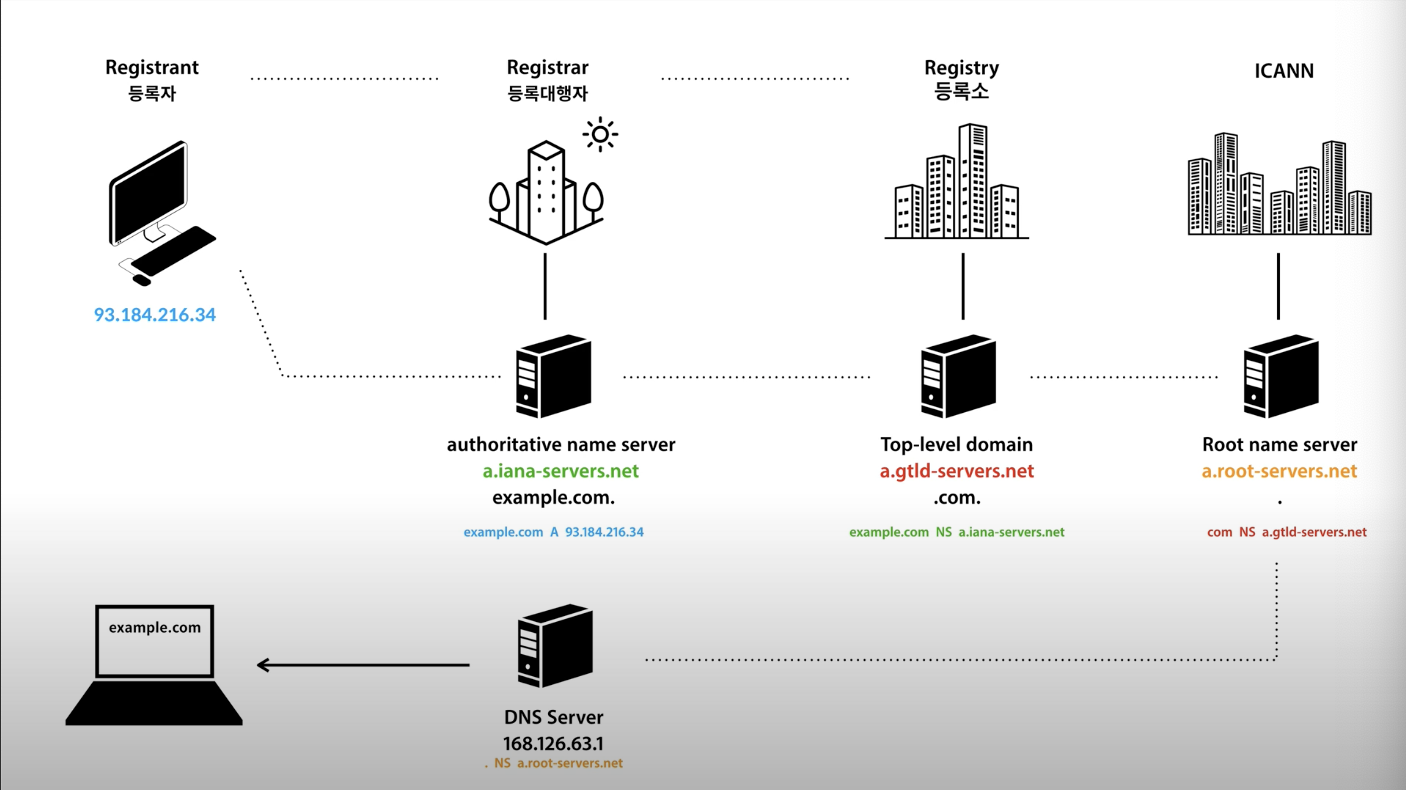 Registrant
등록자
Registrar
등록대행자
Registry
등록소
ICANN
93.184.216.34
authoritative name server
a.iana-servers.net
example.com.
example.com A 93.184.216.34
Top-level domain
a.gtld-servers.net
.com.
example.com NS a.iana-servers.net
Root name server
a.root-servers.net
.
com NS a.gtld-servers.net
example.com
DNS Server
168.126.63.1
. NS a.root-servers.net